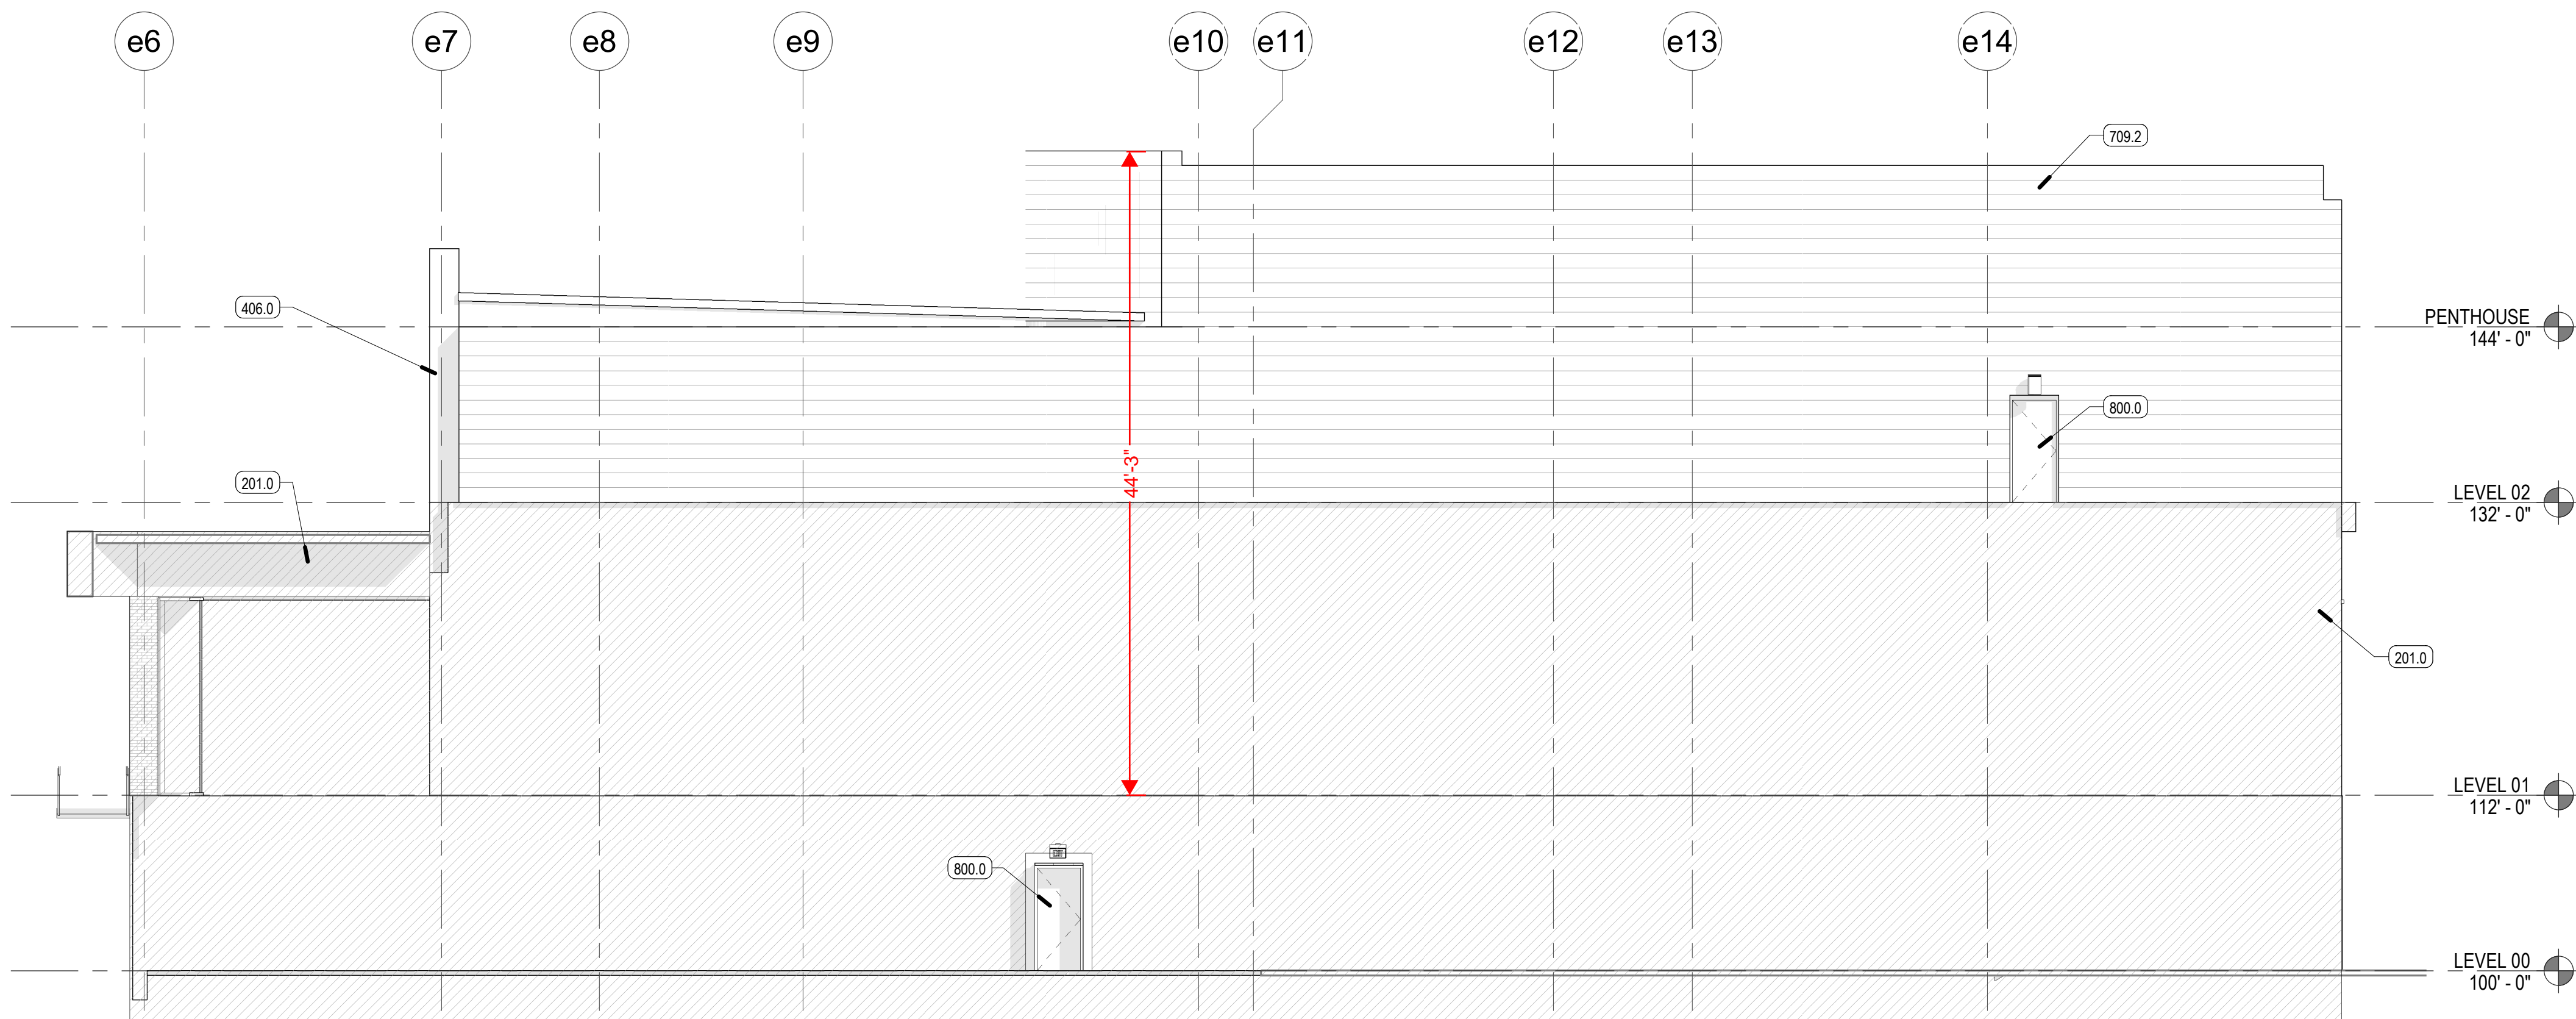 e6
e7
e8
e9
e10
e11
e12
e13
e14
709.2
406.0
PENTHOUSE
144' - 0"
800.0
44'-3"
201.0
LEVEL 02
132' - 0"
201.0
LEVEL 01
112' - 0"
800.0
LEVEL 00
100' - 0"